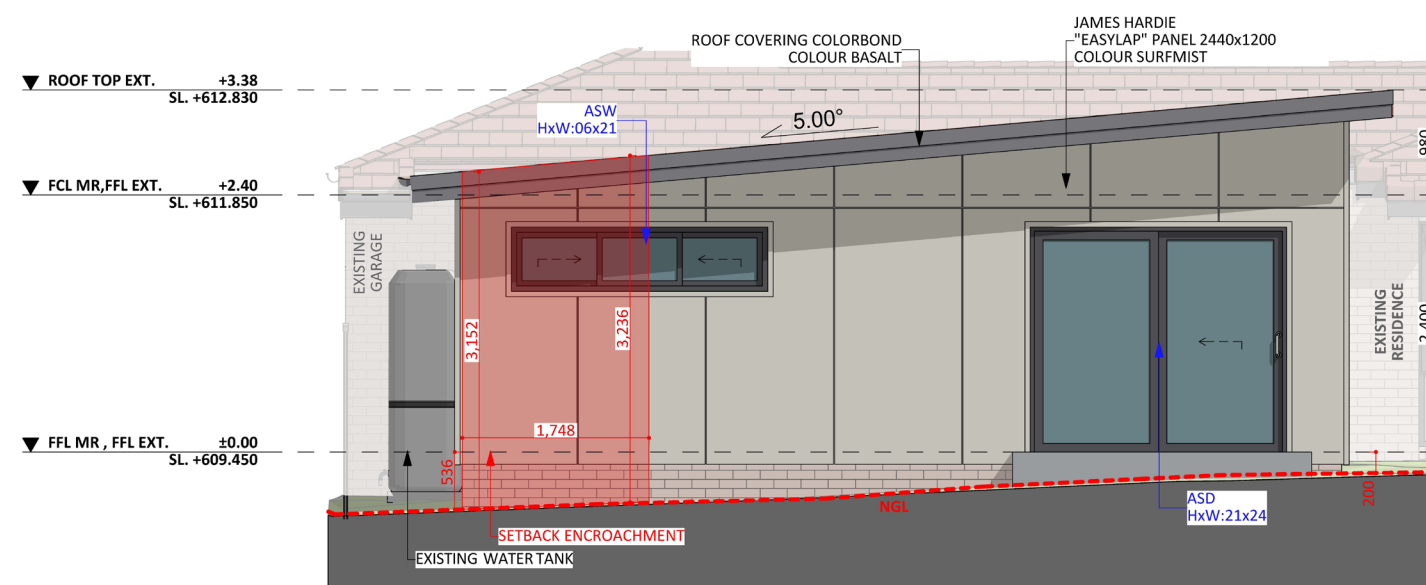 ROOF TOP EXT. +3.38
SL. +612.830
FCL MR,FFL EXT. +2.40
SL. +611.850
FFL MR , FFL EXT. ±0.00
SL. +609.450
ROOF COVERING COLORBOND
COLOUR BASALT
JAMES HARDIE
"EASYLAP" PANEL 2440x1200
COLOUR SURFMIST
ASW
HxW:06x21
5.00°
EXISTING
GARAGE
3,152
3,236
1,748
536
EXISTING
RESIDENCE
980
2,400
200
NGL
ASD
HxW:21x24
SETBACK ENCROACHMENT
EXISTING WATER TANK